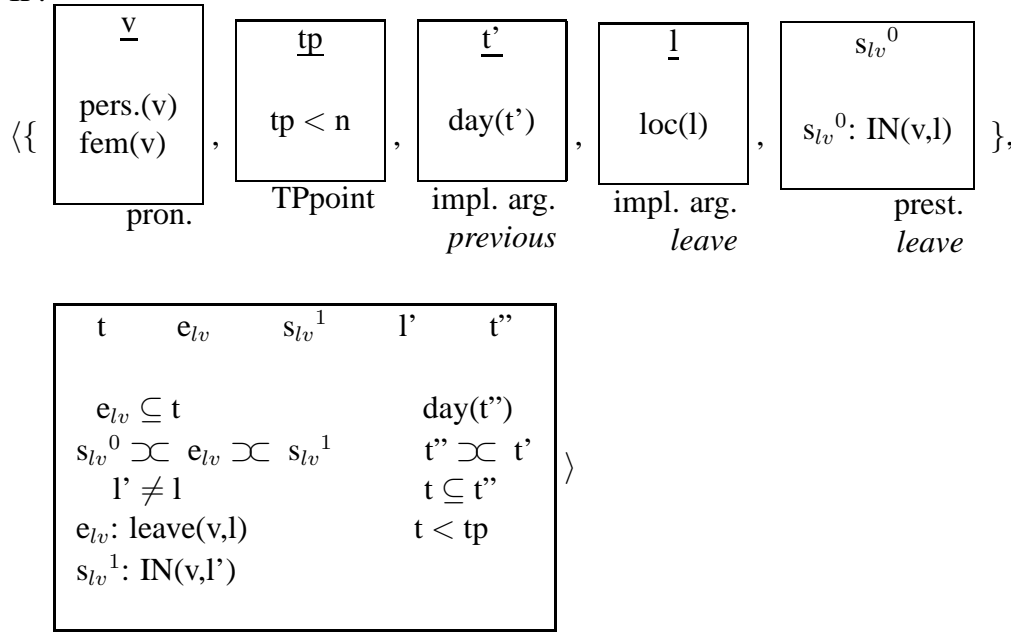 v tp t’ l s_lv^0
pers.(v)
fem(v) tp < n day(t’) loc(l) s_lv^0: IN(v,l)
⟨{ , , , , },
pron. TPpoint impl. arg. impl. arg. prest.
previous leave leave
t e_lv s_lv^1 l’ t”
e_lv ⊆ t day(t”)
s_lv^0 ⊃⊂ e_lv ⊃⊂ s_lv^1 t” ⊃⊂ t’
l’ ≠ l t ⊆ t”
e_lv: leave(v,l) t < tp
s_lv^1: IN(v,l’)
⟩